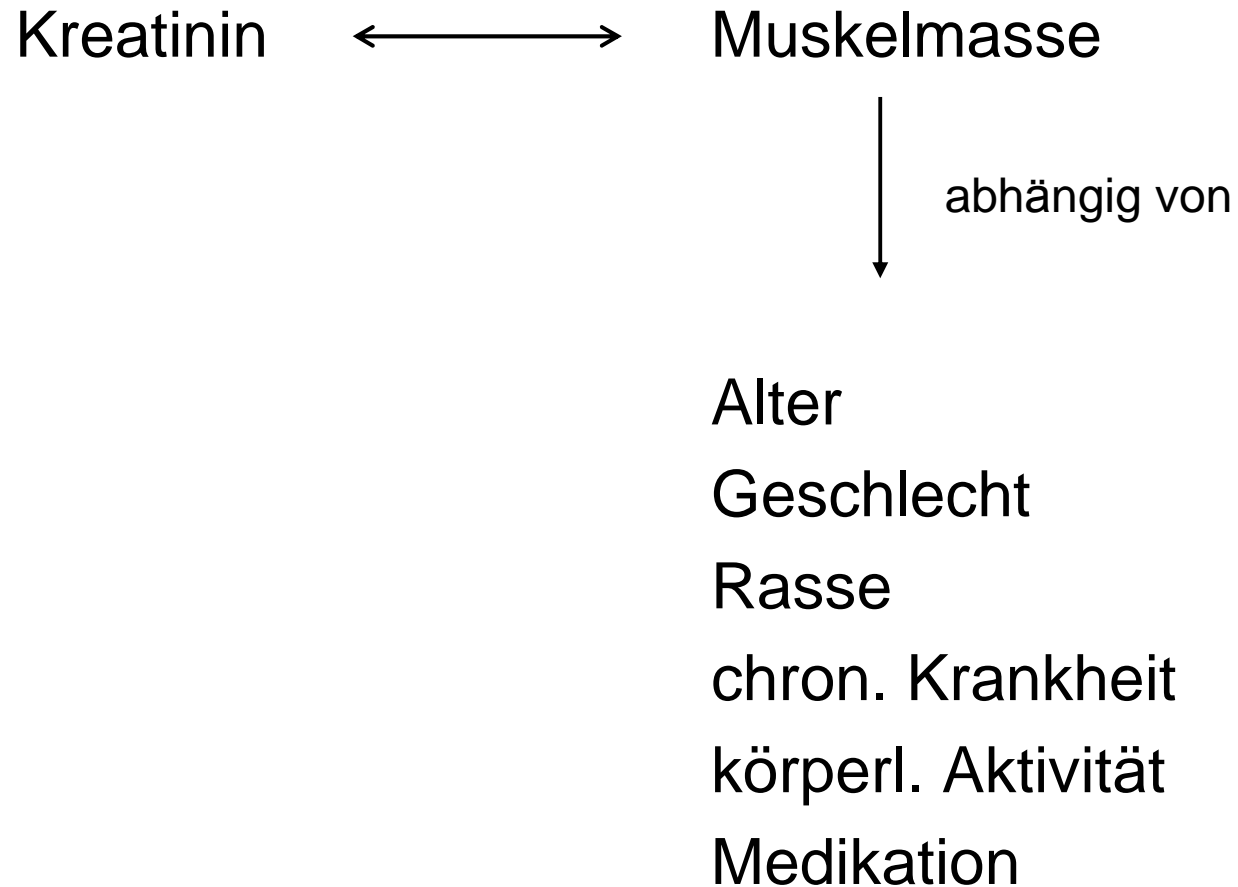 Kreatinin Muskelmasse
abhängig von
Alter
Geschlecht
Rasse
chron. Krankheit
körperl. Aktivität
Medikation